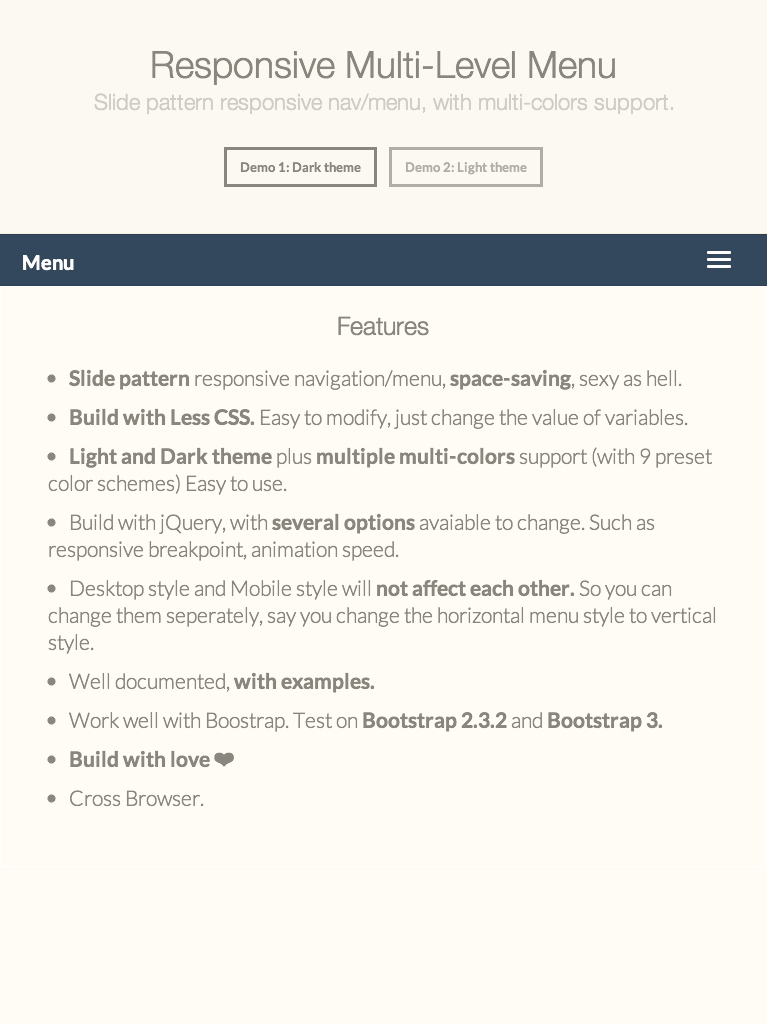 Responsive Multi-Level Menu
Slide pattern responsive nav/menu, with multi-colors support.
Demo 1: Dark theme
Demo 2: Light theme
Menu
Features
• Slide pattern responsive navigation/menu, space-saving, sexy as hell.
• Build with Less CSS. Easy to modify, just change the value of variables.
• Light and Dark theme plus multiple multi-colors support (with 9 preset
color schemes) Easy to use.
• Build with jQuery, with several options avaiable to change. Such as
responsive breakpoint, animation speed.
• Desktop style and Mobile style will not affect each other. So you can
change them seperately, say you change the horizontal menu style to vertical
style.
• Well documented, with examples.
• Work well with Boostrap. Test on Bootstrap 2.3.2 and Bootstrap 3.
• Build with love ❤
• Cross Browser.